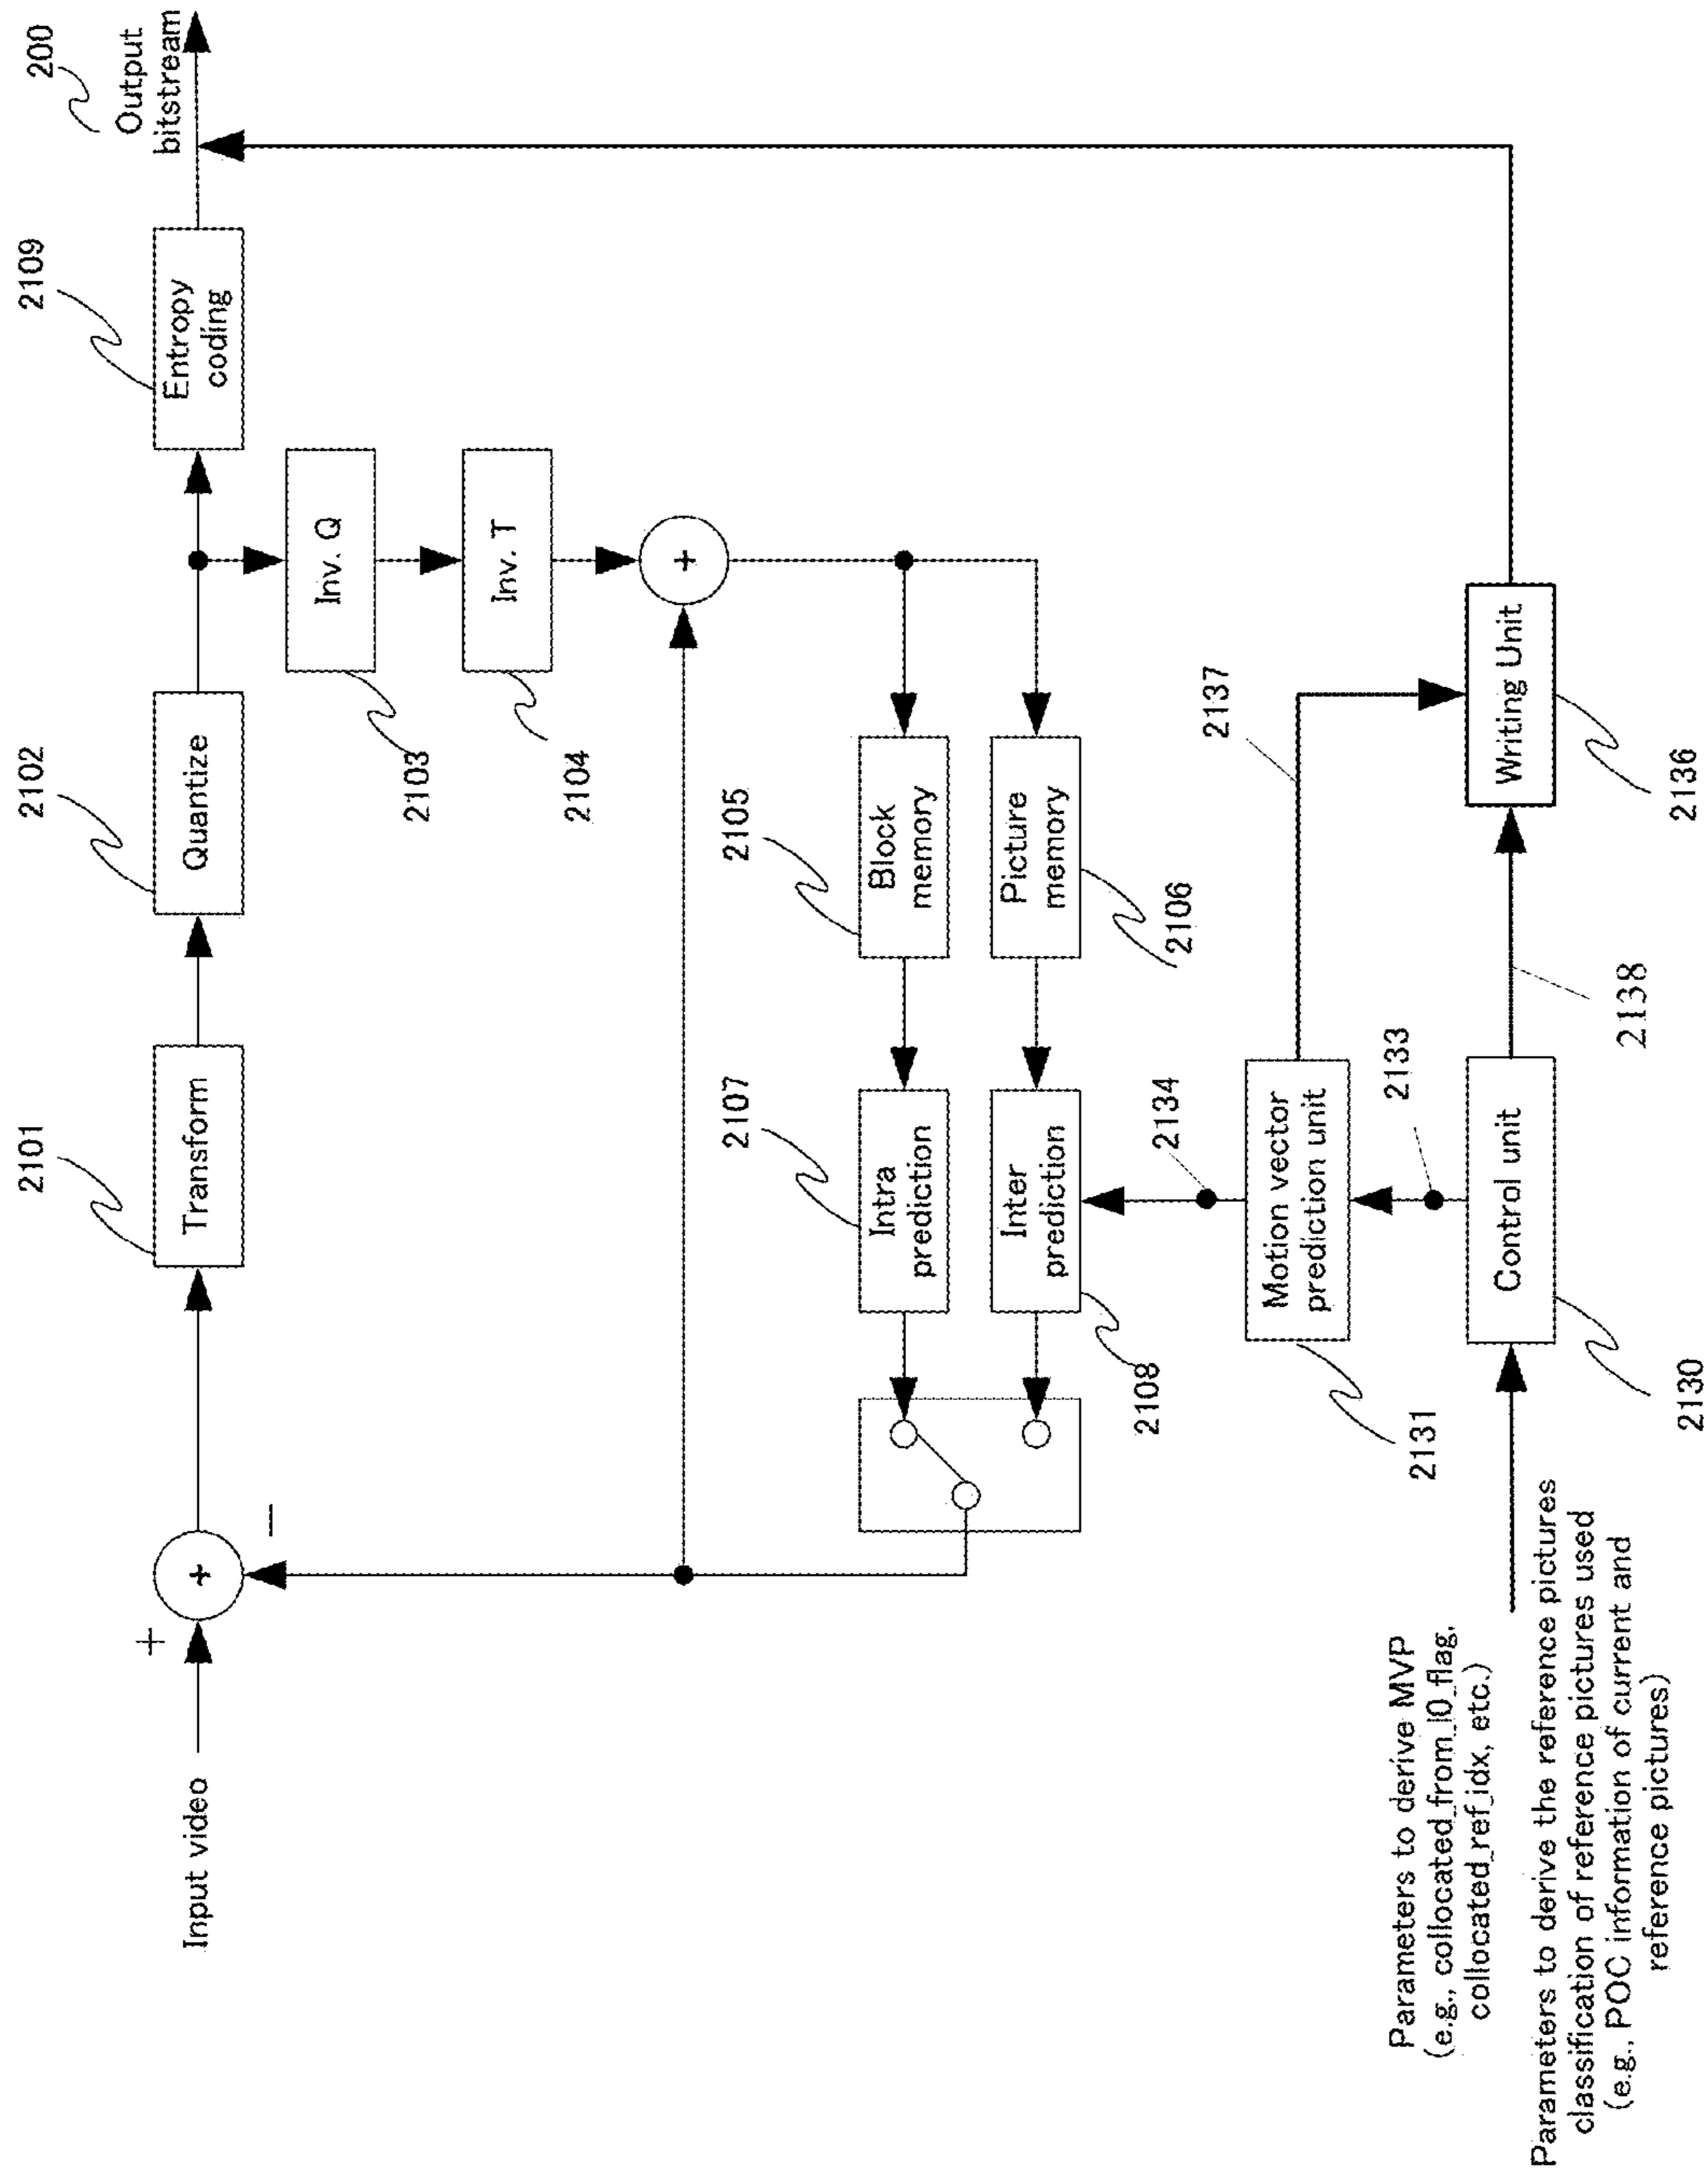 200
Output
bitstream
2109
Entropy
coding
2102
Quantize
2101
Transform
+
−
+
Input video
Inv. Q
2103
Inv. T
2104
+
2105
Block
memory
Picture
memory
2106
2107
Intra
prediction
Inter
prediction
2108
2134
2137
Motion vector
prediction unit
2131
2133
Writing Unit
2136
2138
Control unit
2130
Parameters to derive MVP
(e.g., collocated_from_l0_flag,
collocated_ref_idx, etc.)
Parameters to derive the reference pictures
classification of reference pictures used
(e.g., POC information of current and
reference pictures)